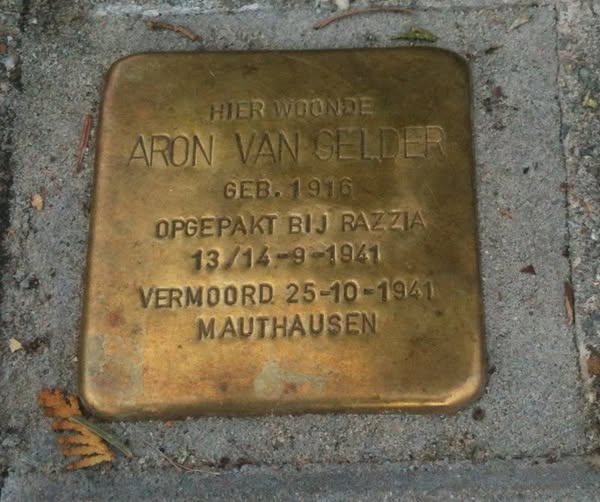 HIER WOONDE
ARON VAN GELDER
GEB. 1916
OPGEPAKT BIJ RAZZIA
13/14-9-1941
VERMOORD 25-10-1941
MAUTHAUSEN